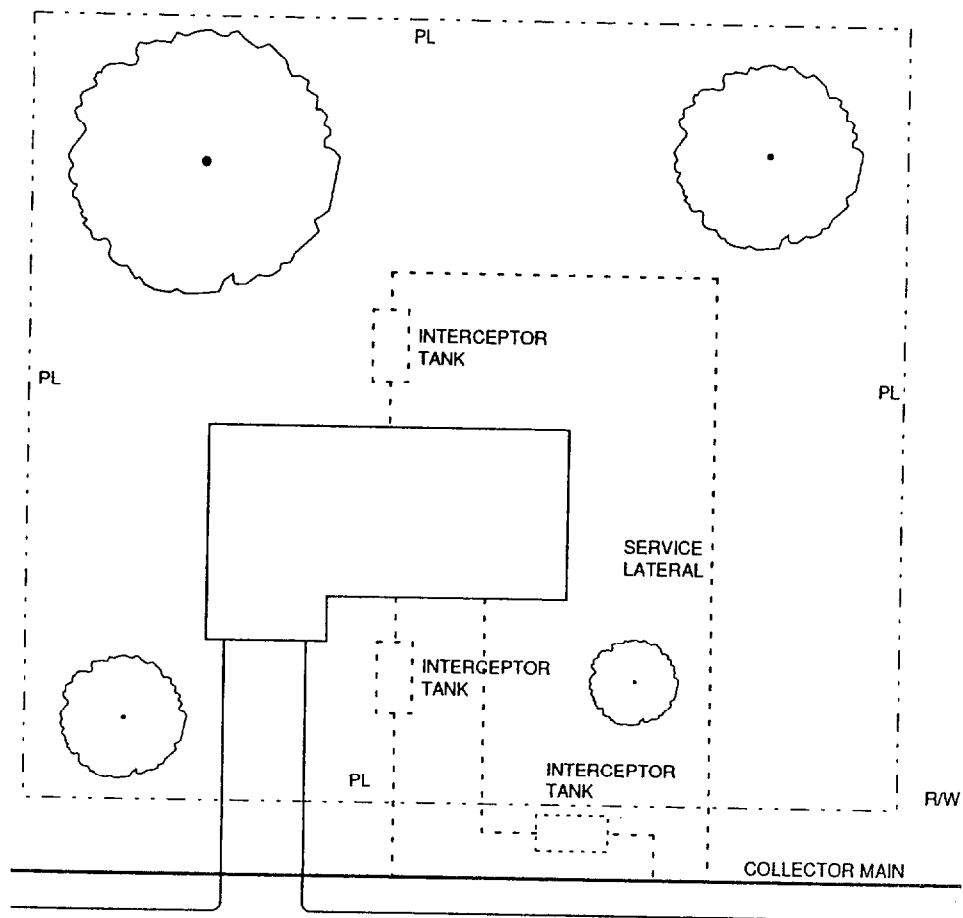 PL
INTERCEPTOR
TANK
PL
PL
SERVICE
LATERAL
INTERCEPTOR
TANK
INTERCEPTOR
TANK
PL
R/W
COLLECTOR MAIN